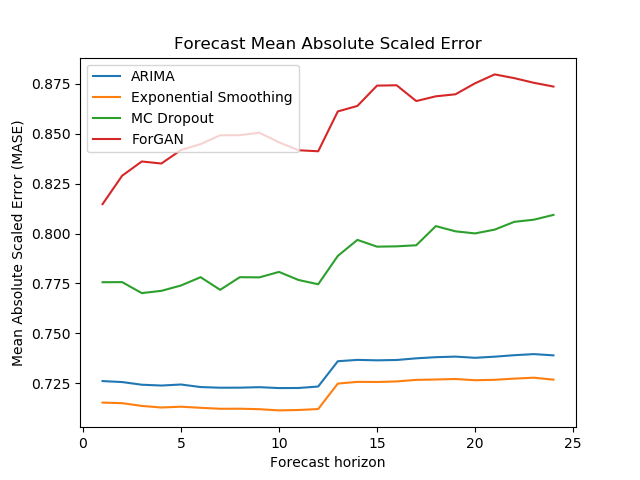 Forecast Mean Absolute Scaled Error
ARIMA
Exponential Smoothing
MC Dropout
ForGAN
Mean Absolute Scaled Error (MASE)
0.875
0.850
0.825
0.800
0.775
0.750
0.725
0
5
10
15
20
25
Forecast horizon